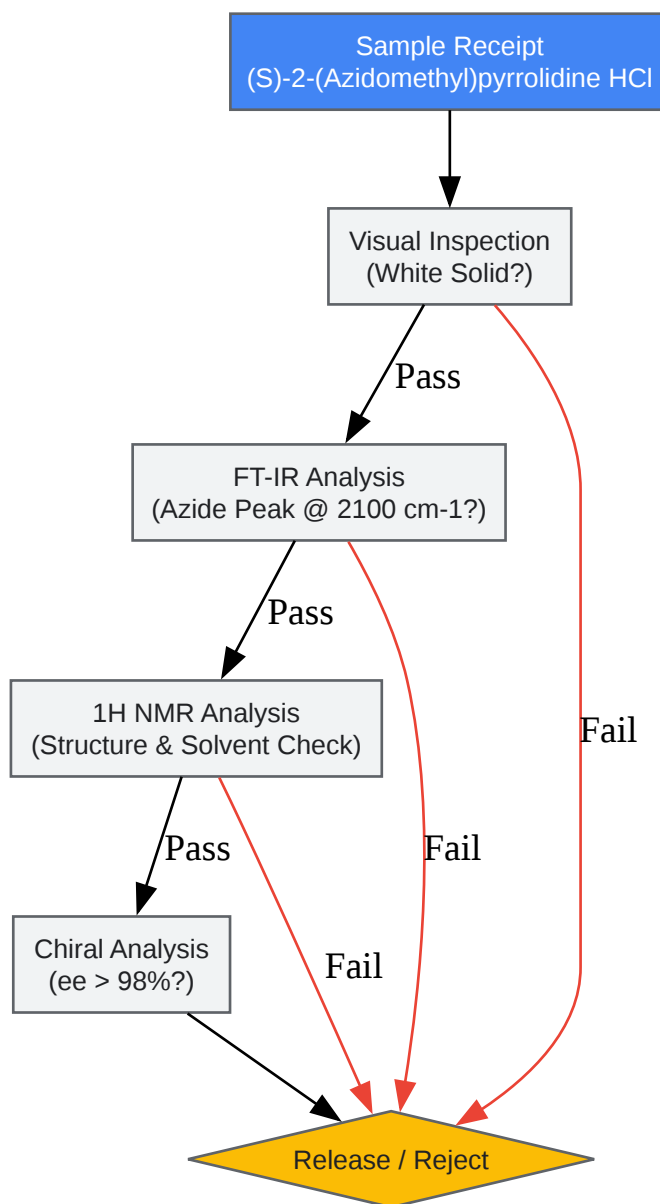 Sample Receipt
(S)-2-(Azidomethyl)pyrrolidine HCl
Visual Inspection
(White Solid?)
Pass
FT-IR Analysis
(Azide Peak @ 2100 cm-1?)
Pass
1H NMR Analysis
(Structure & Solvent Check)
Fail
Pass
Fail
Chiral Analysis
(ee > 98%?)
Fail
Release / Reject